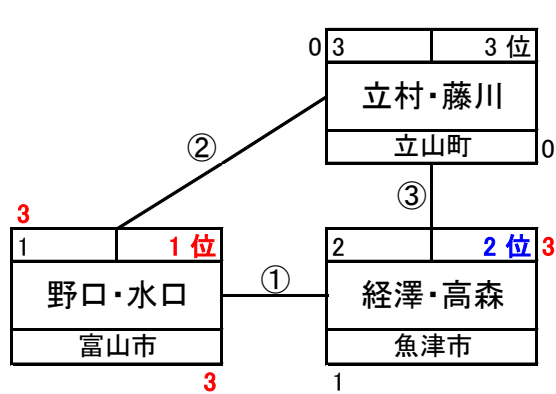 0 3 3 位
立村・藤川
立山町 0
②
③
3
1 1 位
野口・水口
富山市
3
①
2 2 位 3
経澤・高森
魚津市
1